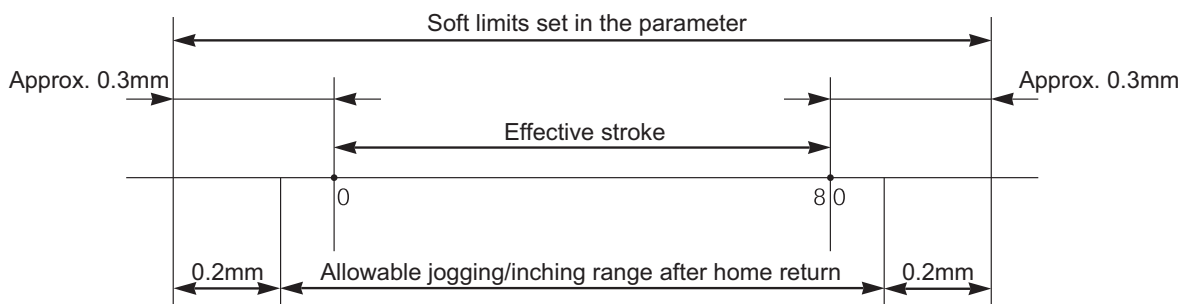 Soft limits set in the parameter
Approx. 0.3mm
Approx. 0.3mm
Effective stroke
0
80
0.2mm
Allowable jogging/inching range after home return
0.2mm